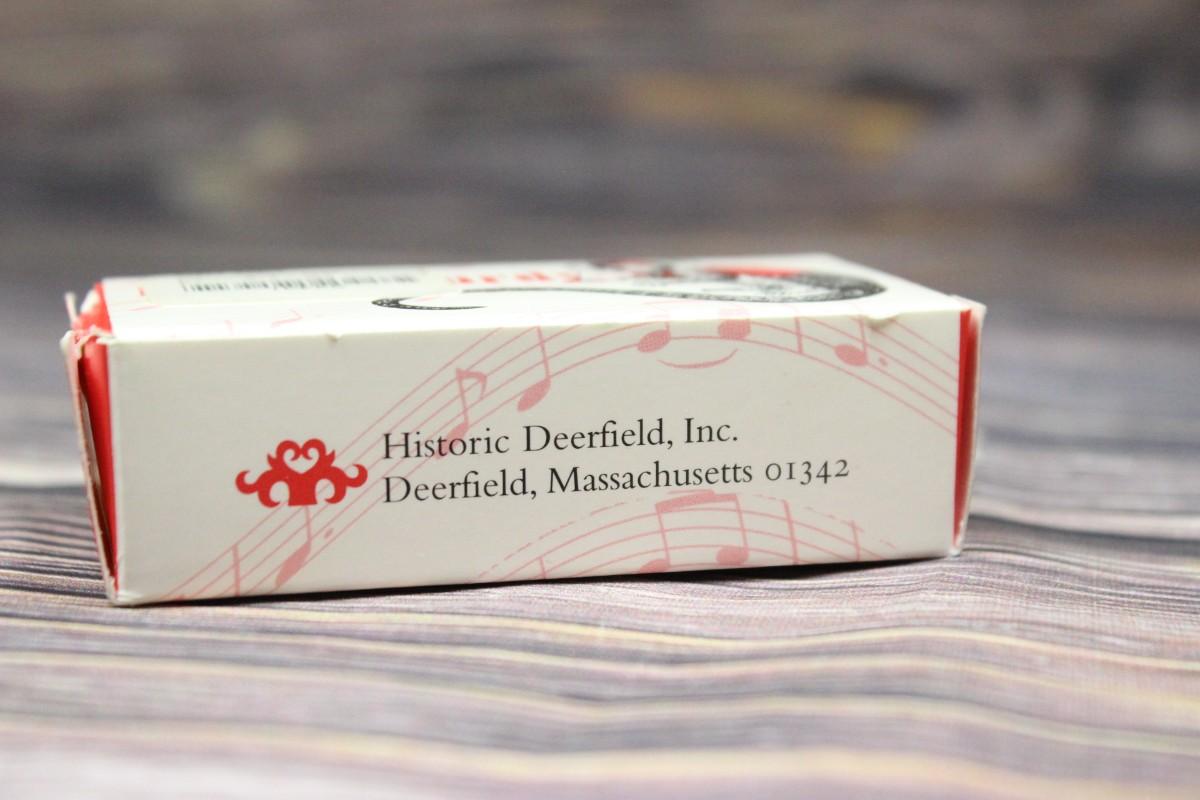 Historic Deerfield, Inc.
Deerfield, Massachusetts 01342